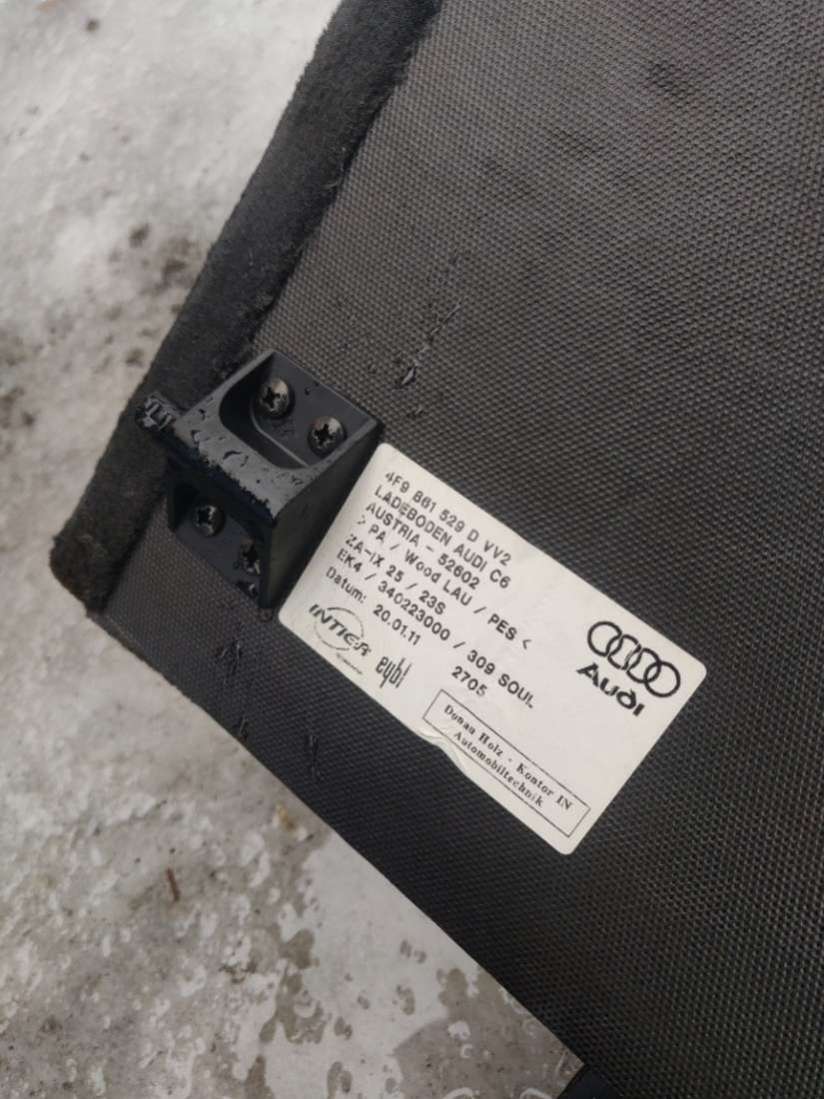 4F9 861 529 D VV2
LADEBODEN AUDI C6
AUSTRIA - 52602
> PA / Wood LAU / PES <
ZA-IX 25 / 23S
EK4 / 340223000 / 309 SOUL
Datum: 20.01.11 2705
INTIER
eybl
Audi
Donau Holz - Kontor IN
Automobiltechnik